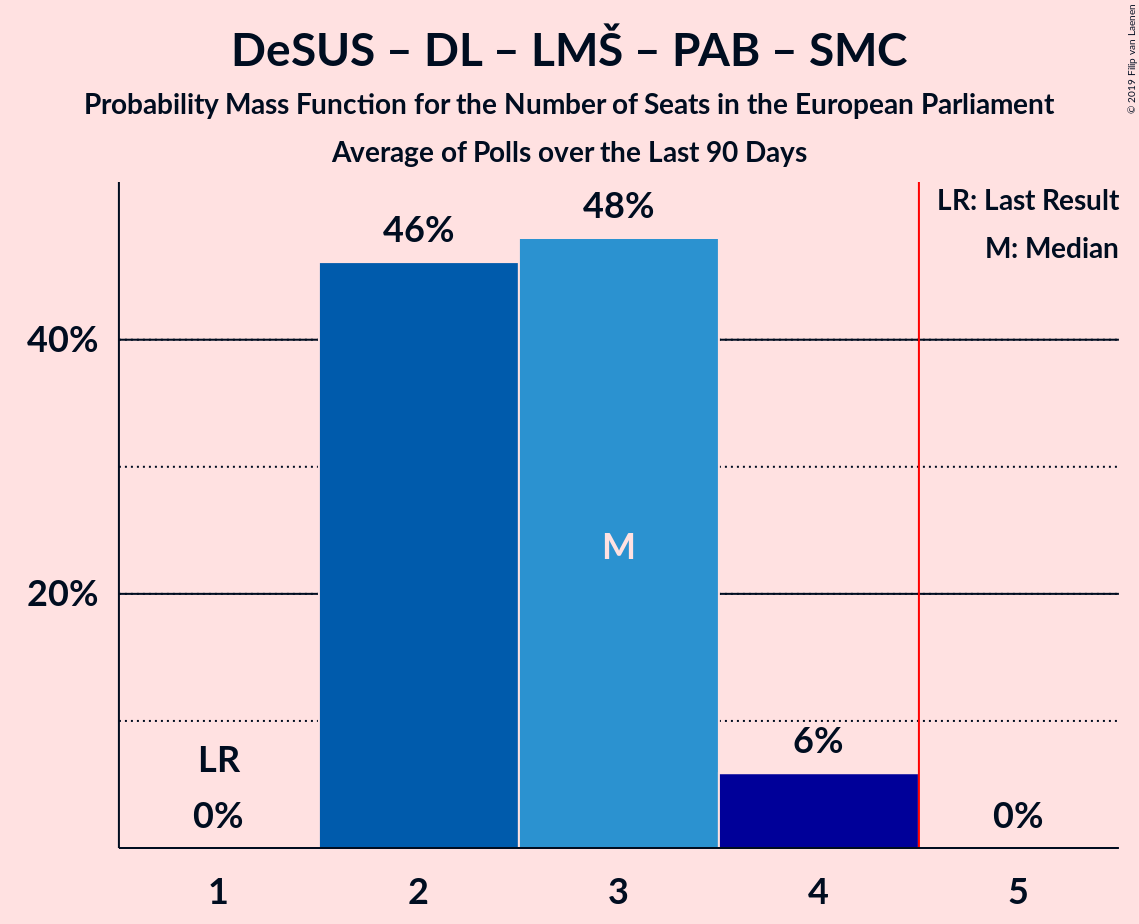 DeSUS – DL – LMŠ – PAB – SMC
Probability Mass Function for the Number of Seats in the European Parliament
Average of Polls over the Last 90 Days
© 2019 Filip van Laenen
LR: Last Result
M: Median
48%
46%
40%
M
20%
6%
LR
0%
0%
1 2 3 4 5